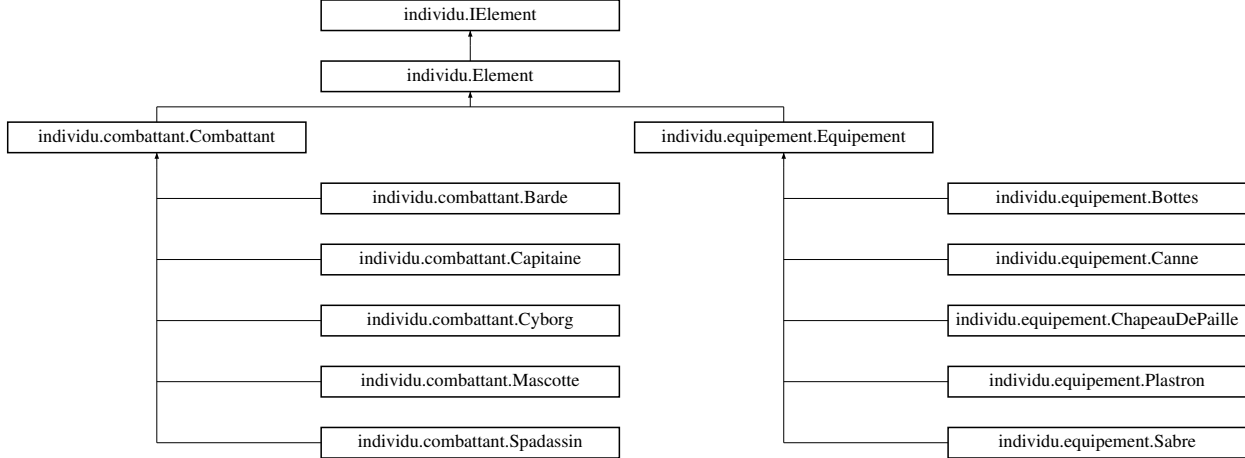 individu.IElement
individu.Element
individu.combattant.Combattant
individu.equipement.Equipement
individu.combattant.Barde
individu.equipement.Bottes
individu.combattant.Capitaine
individu.equipement.Canne
individu.combattant.Cyborg
individu.equipement.ChapeauDePaille
individu.combattant.Mascotte
individu.equipement.Plastron
individu.combattant.Spadassin
individu.equipement.Sabre